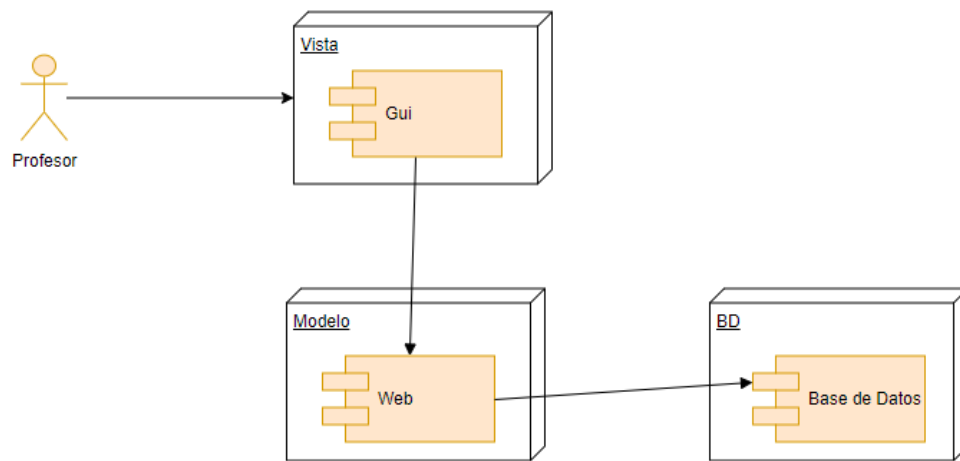 Vista
Gui
Profesor
Modelo
Web
BD
Base de Datos